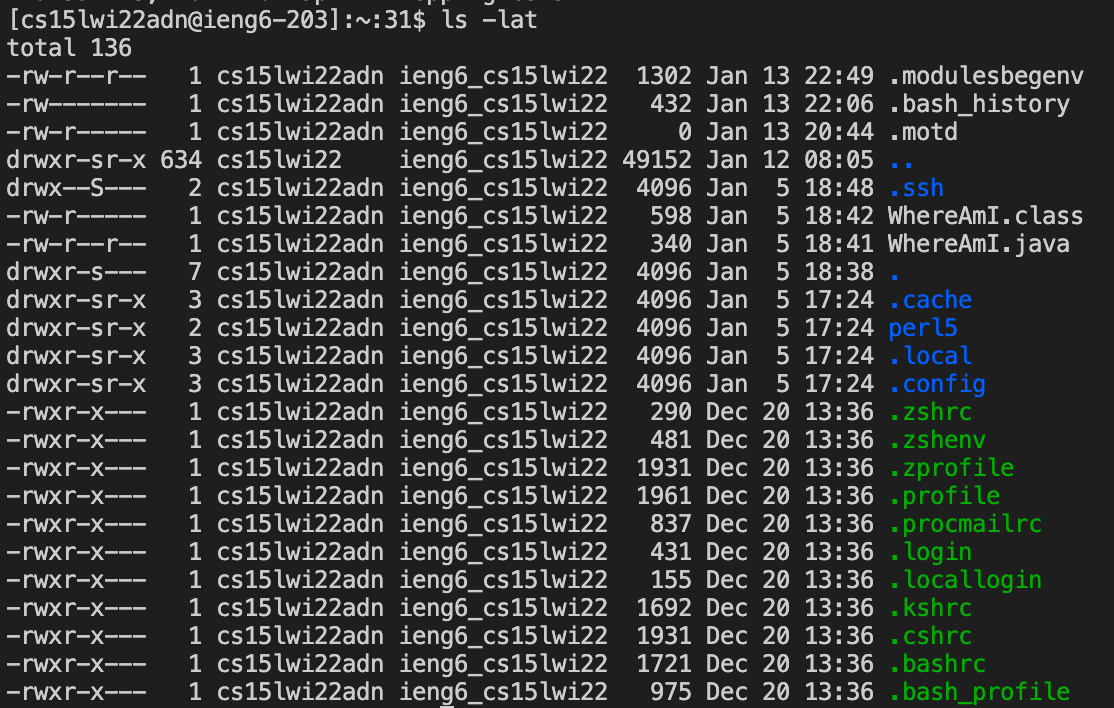 [cs15lwi22adn@ieng6-203]:~:31$ ls -lat
total 136
-rw-r--r--   1 cs15lwi22adn ieng6_cs15lwi22  1302 Jan 13 22:49 .modulesbegenv
-rw-------   1 cs15lwi22adn ieng6_cs15lwi22   432 Jan 13 22:06 .bash_history
-rw-r-----   1 cs15lwi22adn ieng6_cs15lwi22     0 Jan 13 20:44 .motd
drwxr-sr-x 634 cs15lwi22    ieng6_cs15lwi22 49152 Jan 12 08:05 ..
drwx--S---   2 cs15lwi22adn ieng6_cs15lwi22  4096 Jan  5 18:48 .ssh
-rw-r-----   1 cs15lwi22adn ieng6_cs15lwi22   598 Jan  5 18:42 WhereAmI.class
-rw-r--r--   1 cs15lwi22adn ieng6_cs15lwi22   340 Jan  5 18:41 WhereAmI.java
drwxr-s---   7 cs15lwi22adn ieng6_cs15lwi22  4096 Jan  5 18:38 .
drwxr-sr-x   3 cs15lwi22adn ieng6_cs15lwi22  4096 Jan  5 17:24 .cache
drwxr-sr-x   2 cs15lwi22adn ieng6_cs15lwi22  4096 Jan  5 17:24 perl5
drwxr-sr-x   3 cs15lwi22adn ieng6_cs15lwi22  4096 Jan  5 17:24 .local
drwxr-sr-x   3 cs15lwi22adn ieng6_cs15lwi22  4096 Jan  5 17:24 .config
-rwxr-x---   1 cs15lwi22adn ieng6_cs15lwi22   290 Dec 20 13:36 .zshrc
-rwxr-x---   1 cs15lwi22adn ieng6_cs15lwi22   481 Dec 20 13:36 .zshenv
-rwxr-x---   1 cs15lwi22adn ieng6_cs15lwi22  1931 Dec 20 13:36 .zprofile
-rwxr-x---   1 cs15lwi22adn ieng6_cs15lwi22  1961 Dec 20 13:36 .profile
-rwxr-x---   1 cs15lwi22adn ieng6_cs15lwi22   837 Dec 20 13:36 .procmailrc
-rwxr-x---   1 cs15lwi22adn ieng6_cs15lwi22   431 Dec 20 13:36 .login
-rwxr-x---   1 cs15lwi22adn ieng6_cs15lwi22   155 Dec 20 13:36 .locallogin
-rwxr-x---   1 cs15lwi22adn ieng6_cs15lwi22  1692 Dec 20 13:36 .kshrc
-rwxr-x---   1 cs15lwi22adn ieng6_cs15lwi22  1931 Dec 20 13:36 .cshrc
-rwxr-x---   1 cs15lwi22adn ieng6_cs15lwi22  1721 Dec 20 13:36 .bashrc
-rwxr-x---   1 cs15lwi22adn ieng6_cs15lwi22   975 Dec 20 13:36 .bash_profile